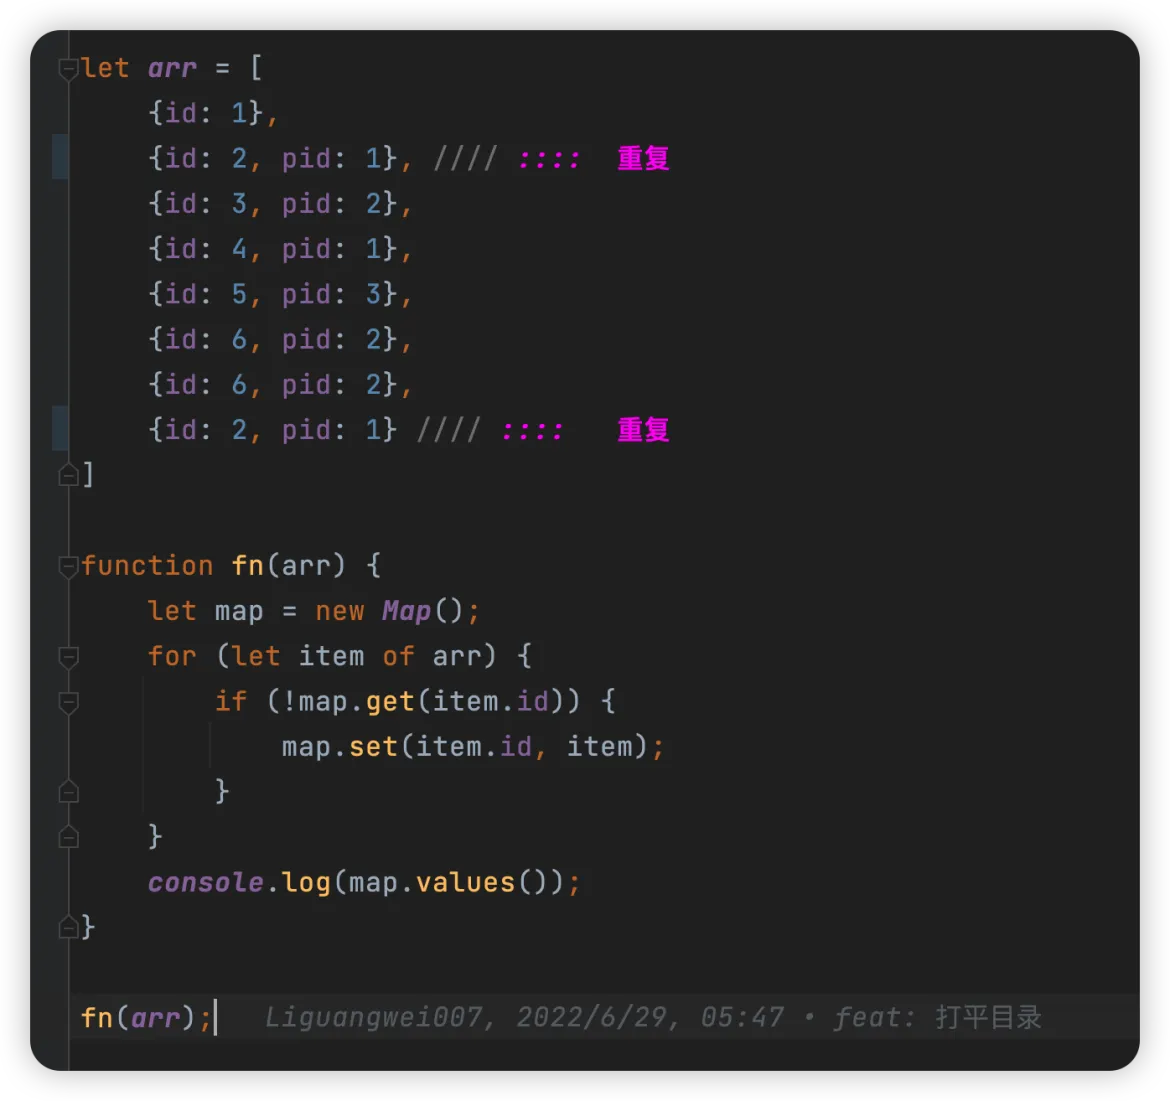 let arr = [
    {id: 1},
    {id: 2, pid: 1}, //// ::::  重复
    {id: 3, pid: 2},
    {id: 4, pid: 1},
    {id: 5, pid: 3},
    {id: 6, pid: 2},
    {id: 6, pid: 2},
    {id: 2, pid: 1} //// ::::   重复
]
function fn(arr) {
    let map = new Map();
    for (let item of arr) {
        if (!map.get(item.id)) {
            map.set(item.id, item);
        }
    }
    console.log(map.values());
}
fn(arr);   Liguangwei007, 2022/6/29, 05:47 • feat: 打平目录